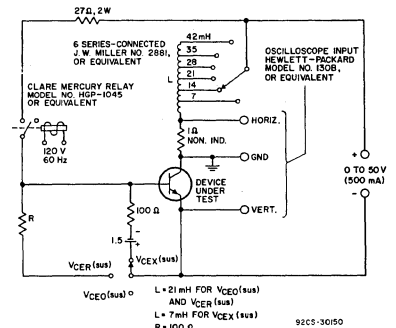 27Ω, 2W
42mH
35
28
21
14
7
L
6 SERIES-CONNECTED
J.W. MILLER NO. 2881,
OR EQUIVALENT
OSCILLOSCOPE INPUT
HEWLETT-PACKARD
MODEL NO. 130B,
OR EQUIVALENT
CLARE MERCURY RELAY
MODEL NO. HGP-1045
OR EQUIVALENT
120 V
60 Hz
HORIZ.
1Ω
NON. IND.
GND
+
0 TO 50V
(500 mA)
-
DEVICE
UNDER
TEST
VERT.
R
100 Ω
1.5
-
+
VCER(sus)
VCEX(sus)
VCEO(sus)
L = 21 mH FOR VCEO(sus)
AND VCER(sus)
L = 7mH FOR VCEX(sus)
R = 100 Ω
92CS-30150